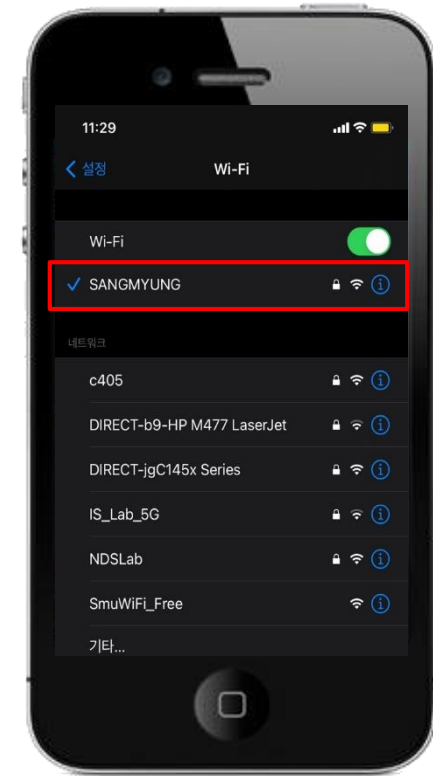 11:29
설정 Wi-Fi
Wi-Fi
SANGMYUNG
네트워크
c405
DIRECT-b9-HP M477 LaserJet
DIRECT-jgC145x Series
IS_Lab_5G
NDSLab
SmuWiFi_Free
기타...